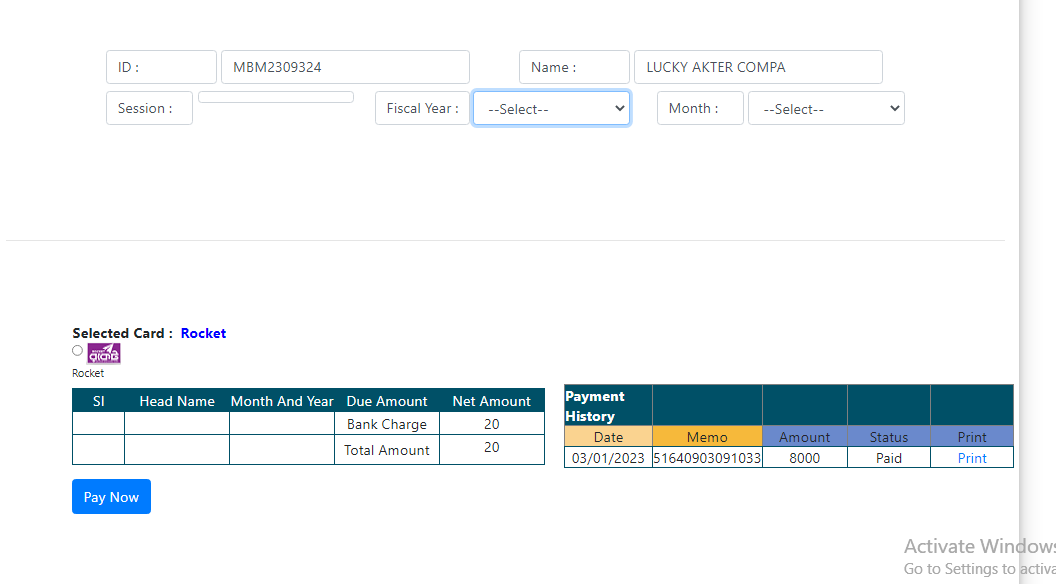 ID : MBM2309324 Name : LUCKY AKTER COMPA
Session : Fiscal Year : --Select-- Month : --Select--
Selected Card : Rocket
রকেট
Rocket
Sl Head Name Month And Year Due Amount Net Amount
Bank Charge 20
Total Amount 20
Pay Now
Payment
History
Date Memo Amount Status Print
03/01/2023 51640903091033 8000 Paid Print
Activate Windows
Go to Settings to activa